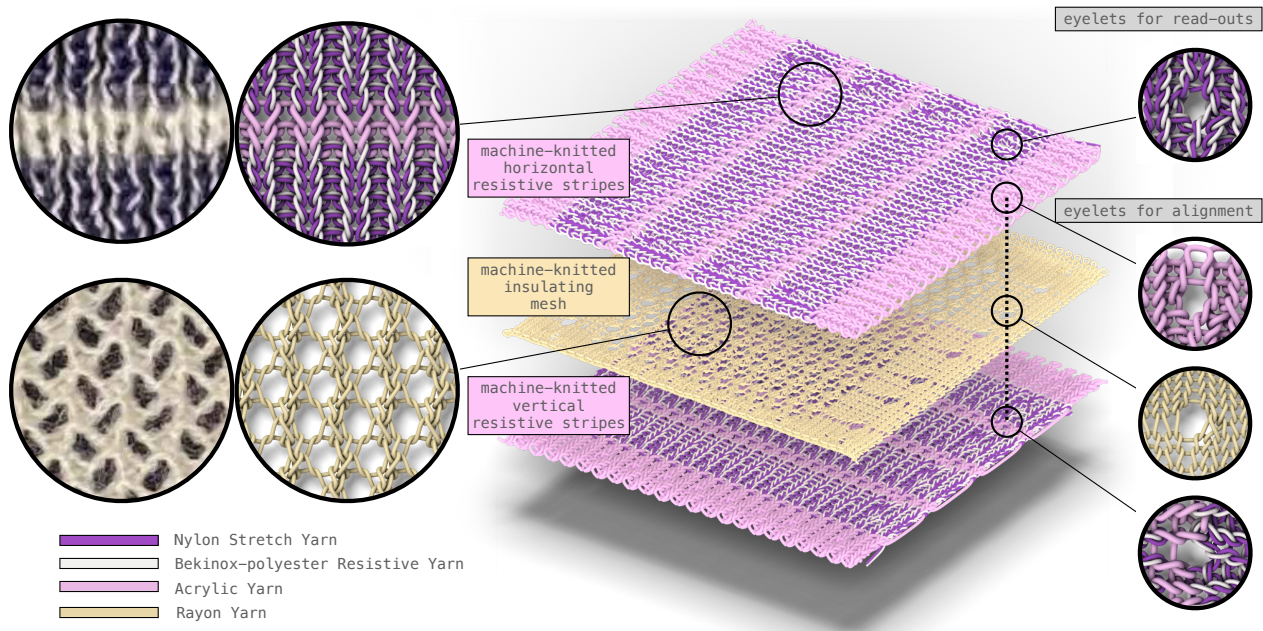 eyelets for read-outs
machine-knitted
horizontal
resistive stripes
eyelets for alignment
machine-knitted
insulating
mesh
machine-knitted
vertical
resistive stripes
Nylon Stretch Yarn
Bekinox-polyester Resistive Yarn
Acrylic Yarn
Rayon Yarn